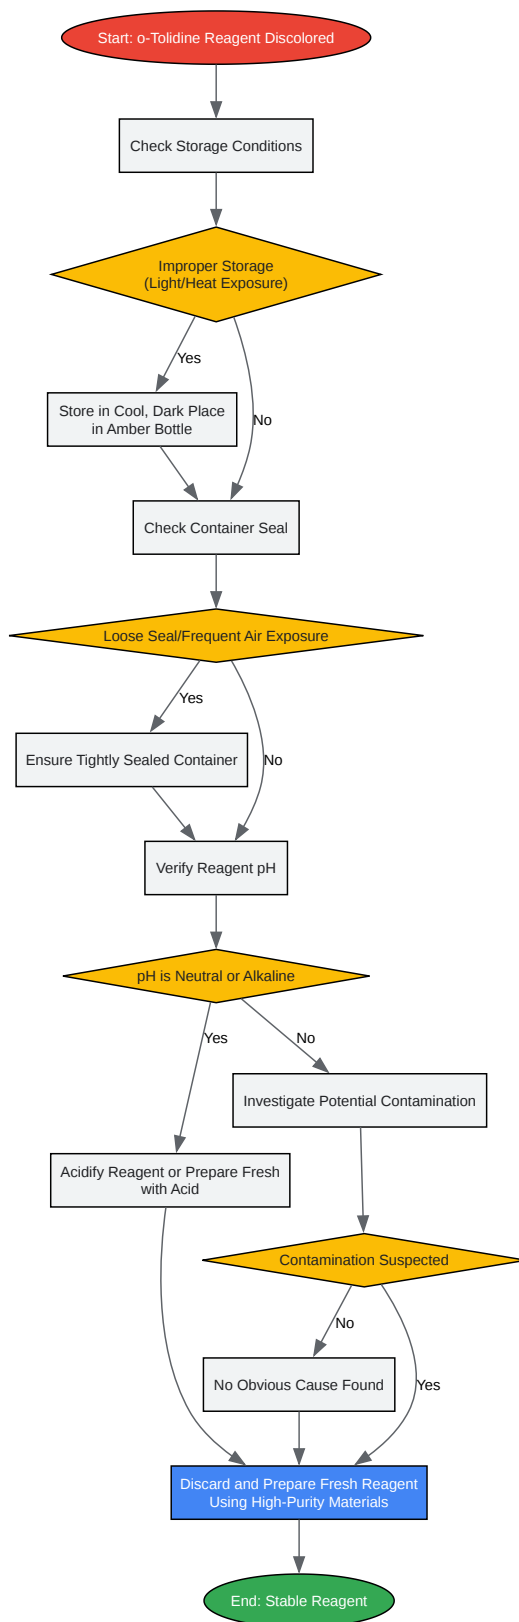 Start: o-Tolidine Reagent Discolored
Check Storage Conditions
Improper Storage
(Light/Heat Exposure)
Yes
Store in Cool, Dark Place
in Amber Bottle
No
Check Container Seal
Loose Seal/Frequent Air Exposure
Yes
Ensure Tightly Sealed Container
No
Verify Reagent pH
pH is Neutral or Alkaline
Yes
No
Investigate Potential Contamination
Acidify Reagent or Prepare Fresh
with Acid
Contamination Suspected
No
No Obvious Cause Found
Yes
Discard and Prepare Fresh Reagent
Using High-Purity Materials
End: Stable Reagent